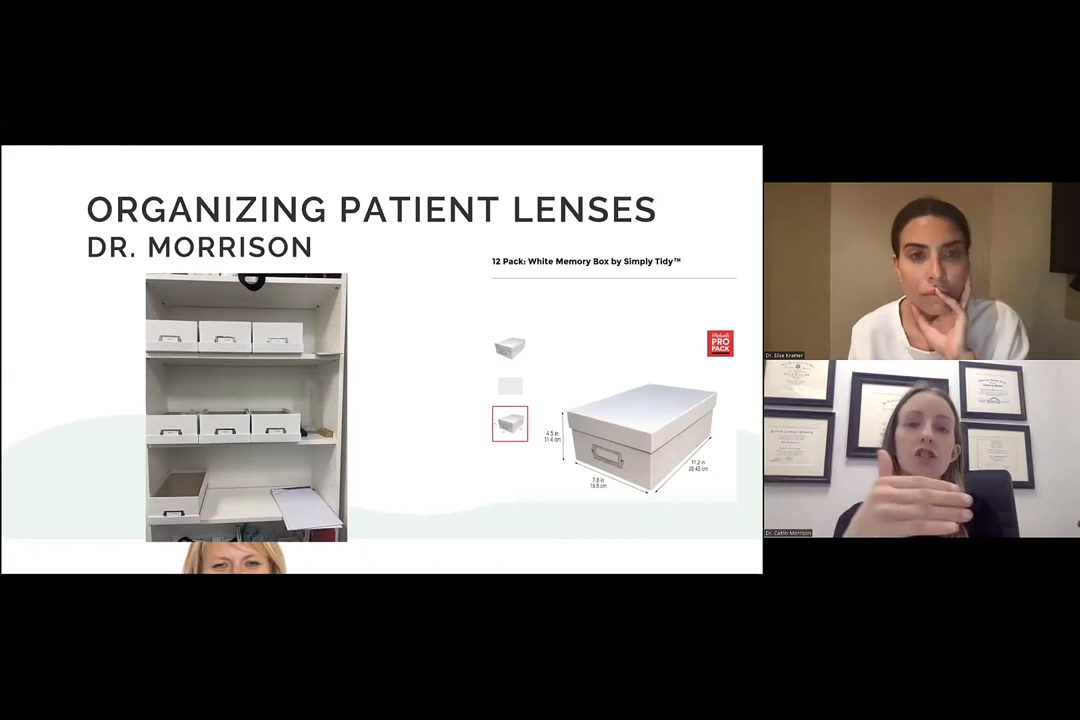 ORGANIZING PATIENT LENSES
DR. MORRISON
12 Pack: White Memory Box by Simply Tidy™
Michaels
PRO
PACK
4.5 in
11.4 cm
7.8 in
19.8 cm
11.2 in
28.45 cm
Dr. Elise Kramer
Dr. Caitlin Morrison